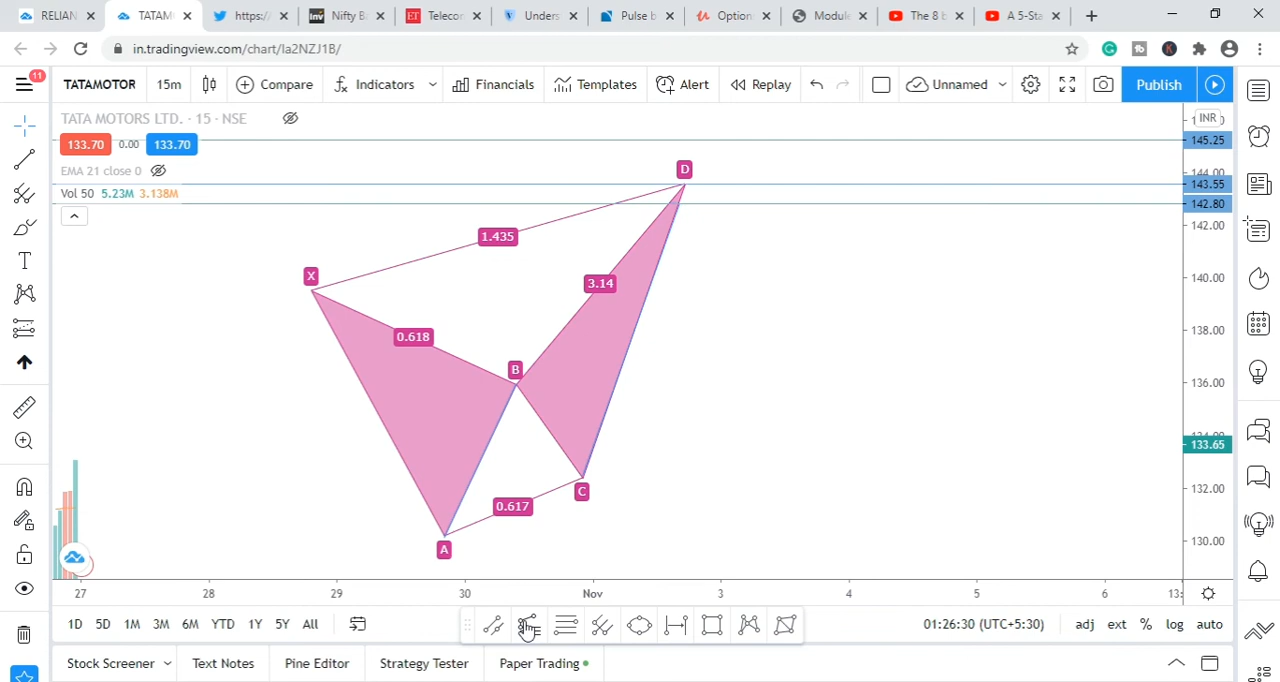 RELIAN
TATAM
https:/
Nifty B
Telecor
Unders
Pulse b
Option
Module
The 8 b
A 5-Sta
in.tradingview.com/chart/Ia2NZJ1B/
11
TATAMOTOR
15m
Compare
Indicators
Financials
Templates
Alert
Replay
Unnamed
Publish
TATA MOTORS LTD. · 15 · NSE
INR
133.70
0.00
133.70
EMA 21 close 0
Vol 50 5.23M 3.138M
145.25
144.00
143.55
142.80
142.00
140.00
138.00
136.00
133.65
132.00
130.00
D
1.435
X
3.14
0.618
B
C
0.617
A
27
28
29
30
Nov
3
4
5
6
13:
1D
5D
1M
3M
6M
YTD
1Y
5Y
All
01:26:30 (UTC+5:30)
adj
ext
%
log
auto
Stock Screener
Text Notes
Pine Editor
Strategy Tester
Paper Trading